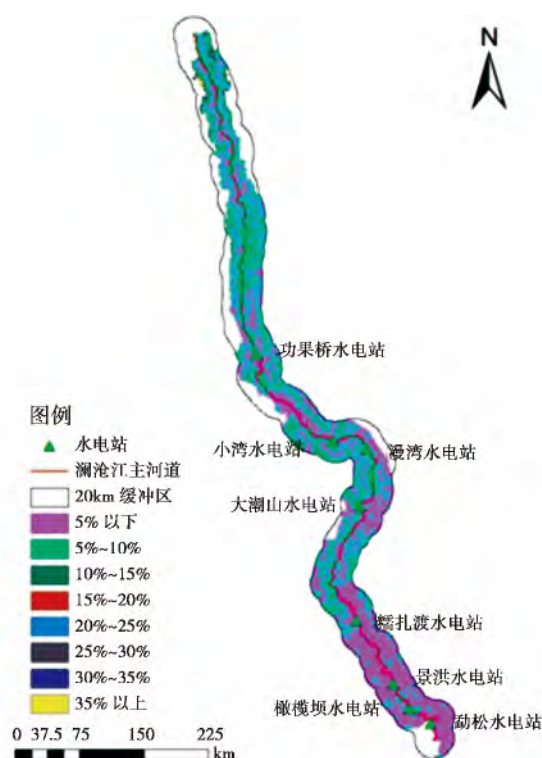 N
功果桥水电站
图例
水电站
小湾水电站
漫湾水电站
澜沧江主河道
20km 缓冲区
大潮山水电站
5% 以下
5%~10%
10%~15%
15%~20%
20%~25%
糯扎渡水电站
25%~30%
景洪水电站
30%~35%
橄榄坝水电站
35% 以上
勐松水电站
0 37.5 75 150 225
km